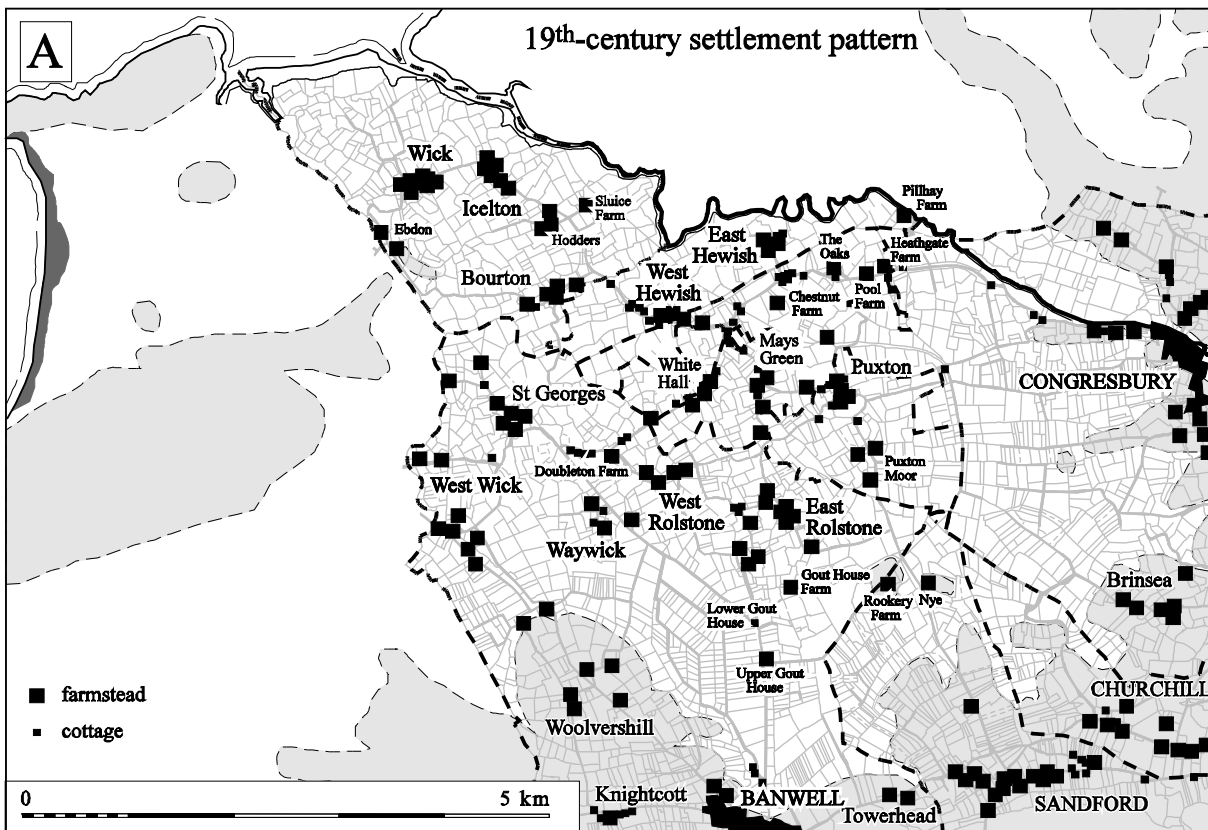 A
19th-century settlement pattern
Wick
Icelton
Sluice
Farm
Hodders
Ebdon
Bourton
West
Hewish
East
Hewish
The
Oaks
Pillhay
Farm
Heathgate
Farm
Pool
Farm
Chestnut
Farm
Mays
Green
White
Hall
Puxton
CONGRESBURY
St Georges
Doubleton Farm
West Wick
West
Rolstone
Puxton
Moor
East
Rolstone
Waywick
Gout House
Farm
Lower Gout
House
Rookery
Farm
Nye
Brinsea
Upper Gout
House
CHURCHILL
Woolvershill
farmstead
cottage
Knightcott
BANWELL
Towerhead
SANDFORD
0
5 km